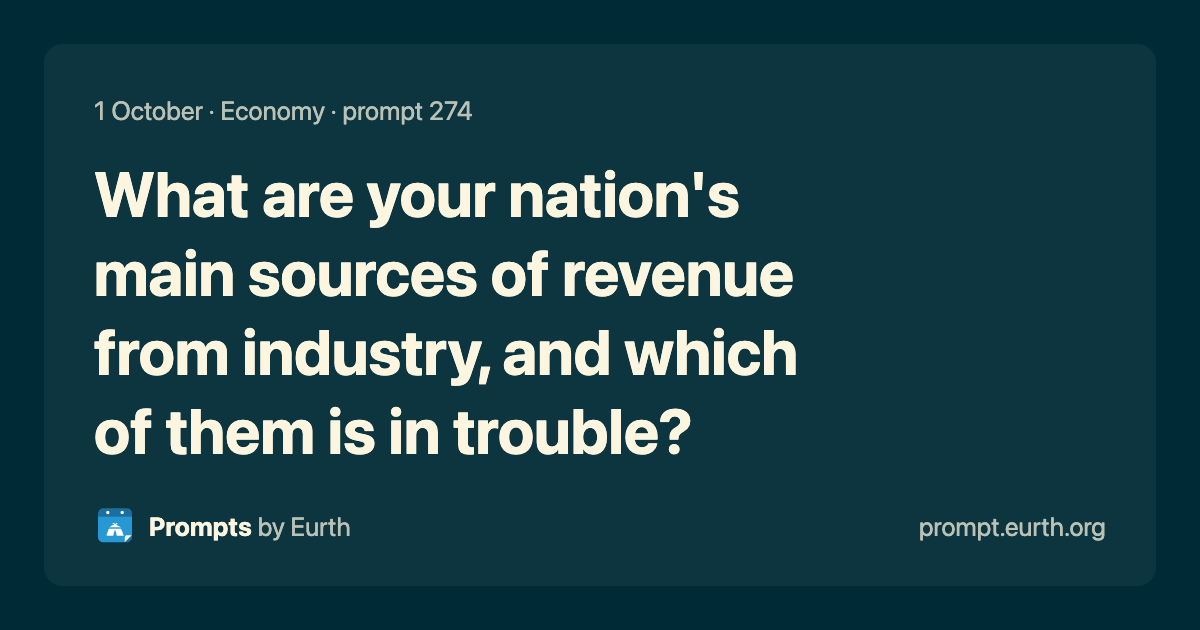 1 October · Economy · prompt 274
What are your nation's
main sources of revenue
from industry, and which
of them is in trouble?
Prompts by Eurth
prompt.eurth.org